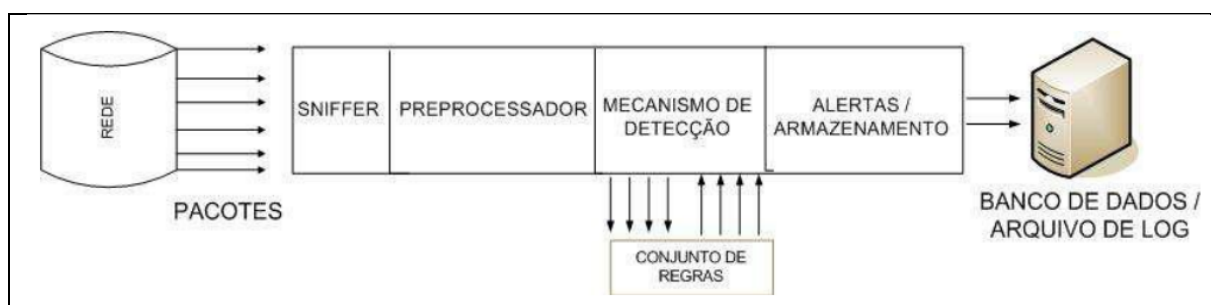 REDE
PACOTES
SNIFFER
PREPROCESSADOR
MECANISMO DE
DETECÇÃO
ALERTAS /
ARMAZENAMENTO
CONJUNTO DE
REGRAS
BANCO DE DADOS /
ARQUIVO DE LOG